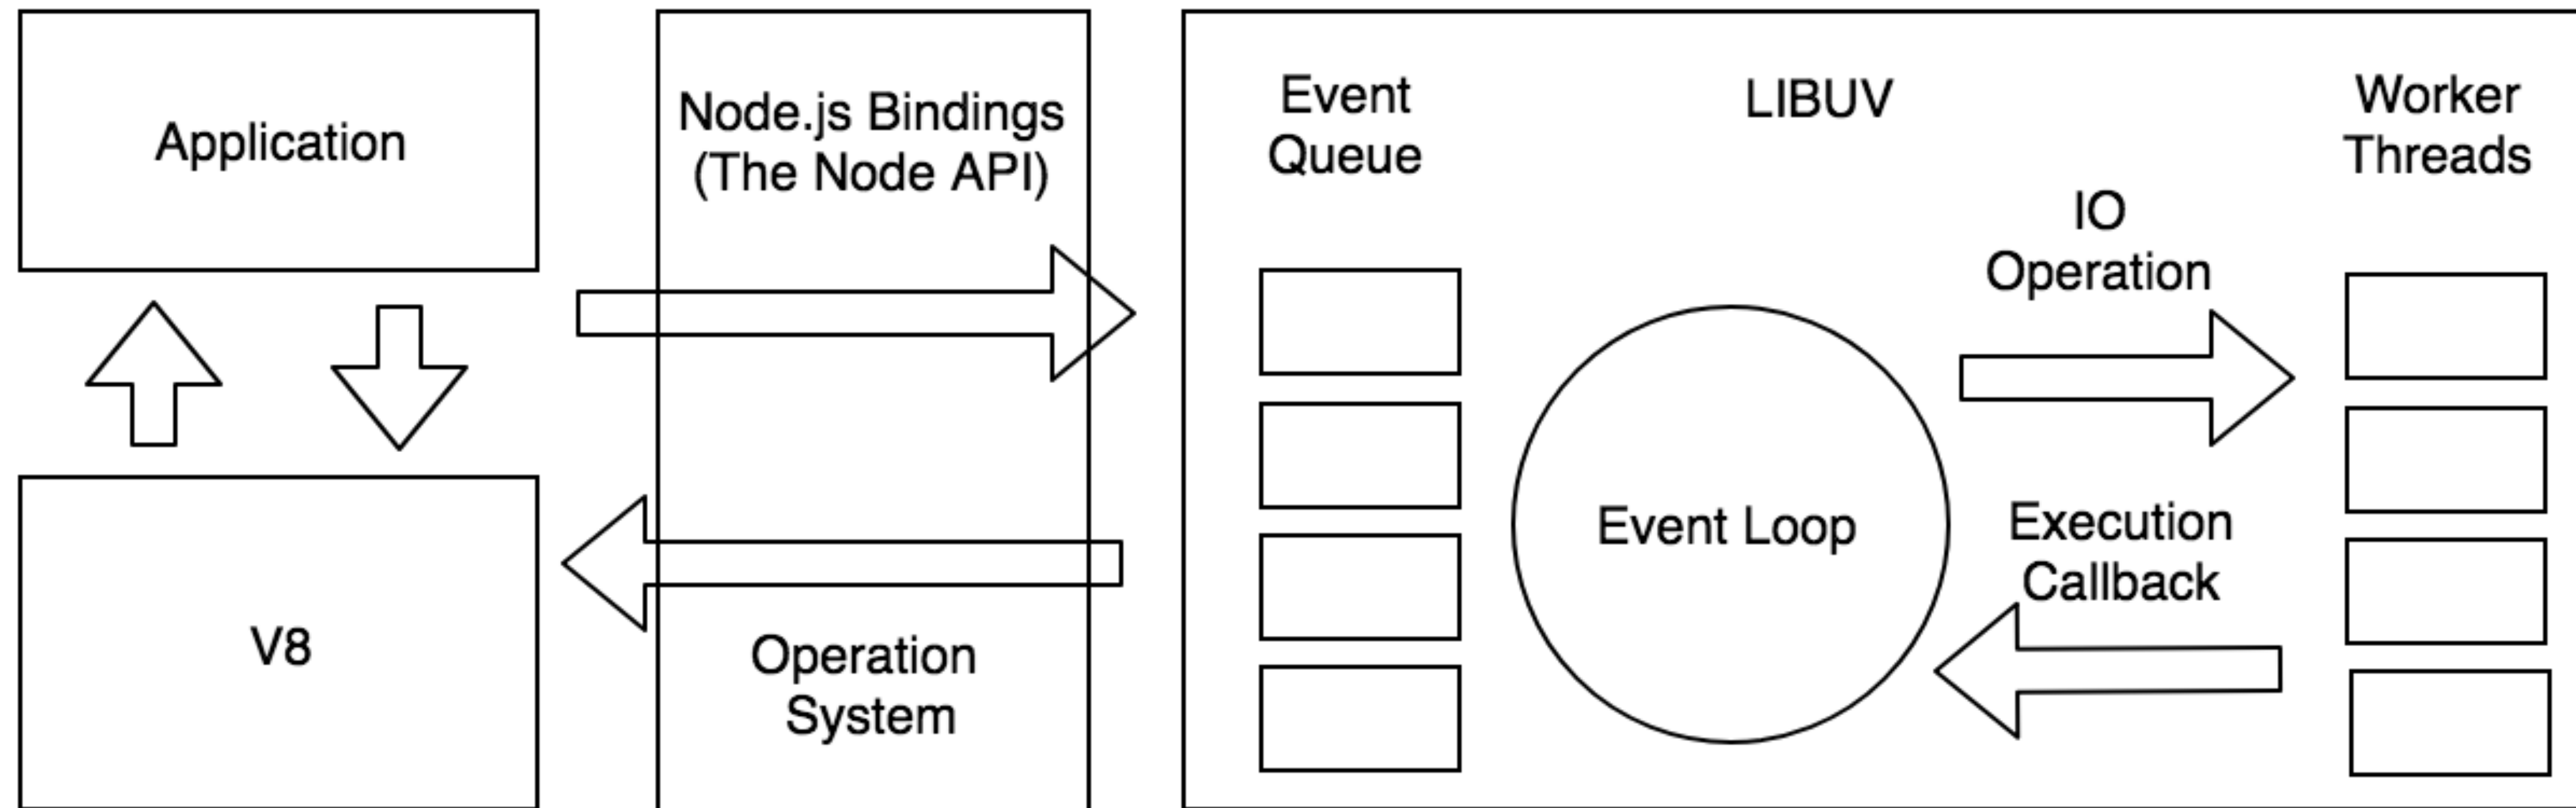 Application
V8
Node.js Bindings
(The Node API)
Operation
System
Event
Queue
LIBUV
Event Loop
IO
Operation
Execution
Callback
Worker
Threads